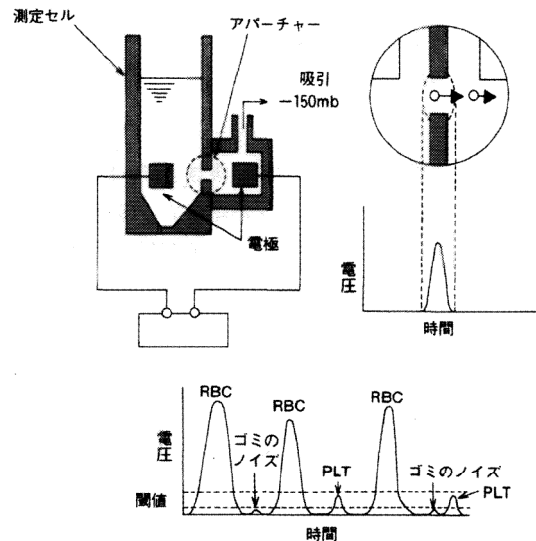 測定セル
アパーチャー
吸引
−150mb
電極
電圧
時間
RBC
RBC
RBC
電圧
ゴミの
ノイズ
PLT
ゴミのノイズ
PLT
閾値
時間